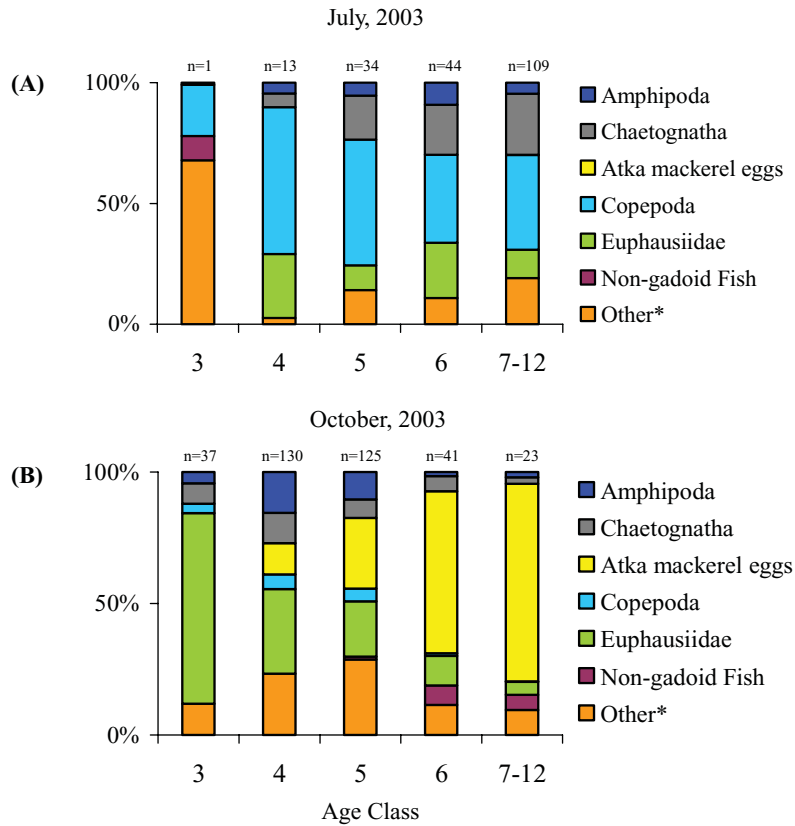 July, 2003
(A)
n=1 n=13 n=34 n=44 n=109
100%
50%
0%
3 4 5 6 7-12
Amphipoda
Chaetognatha
Atka mackerel eggs
Copepoda
Euphausiidae
Non-gadoid Fish
Other*
October, 2003
(B)
n=37 n=130 n=125 n=41 n=23
100%
50%
0%
3 4 5 6 7-12
Age Class
Amphipoda
Chaetognatha
Atka mackerel eggs
Copepoda
Euphausiidae
Non-gadoid Fish
Other*